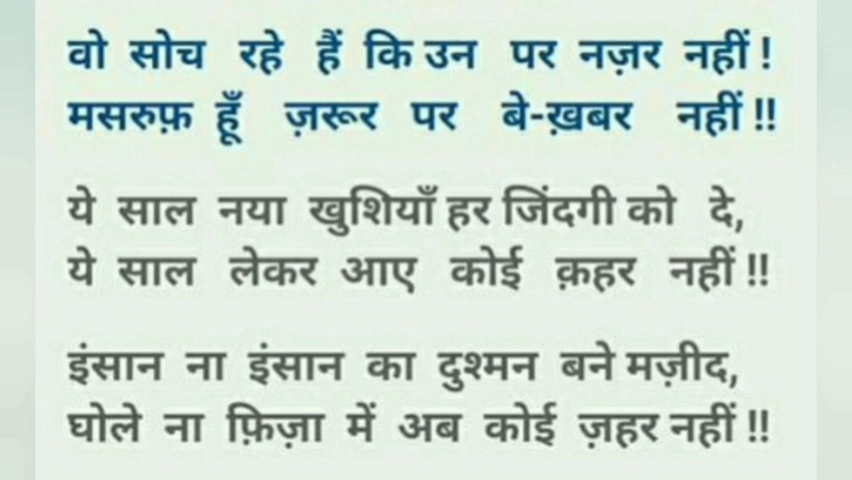 वो सोच रहे हैं कि उन पर नज़र नहीं !
मसरुफ़ हूँ ज़रूर पर बे-ख़बर नहीं !!
ये साल नया खुशियाँ हर जिंदगी को दे,
ये साल लेकर आए कोई क़हर नहीं !!
इंसान ना इंसान का दुश्मन बने मज़ीद,
घोले ना फ़िज़ा में अब कोई ज़हर नहीं !!